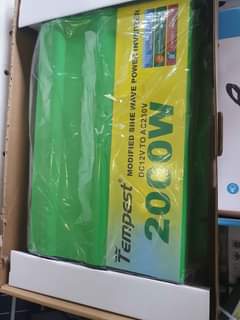 Tempest
MODIFIED SINE WAVE POWER INVERTER
DC12V TO AC230V
2000W